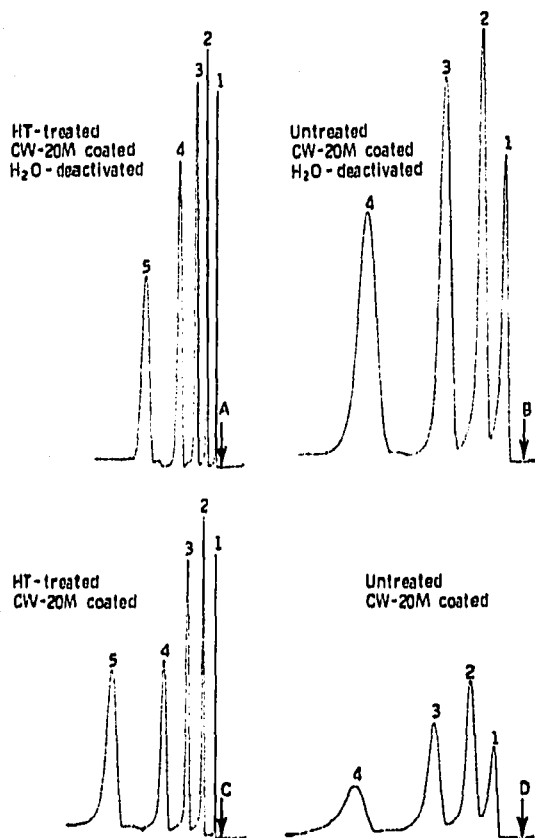 HT-treated
CW-20M coated
H₂O-deactivated
5
4
3
2
1
A
Untreated
CW-20M coated
H₂O-deactivated
4
3
2
1
B
HT-treated
CW-20M coated
5
4
3
2
1
C
Untreated
CW-20M coated
4
3
2
1
D